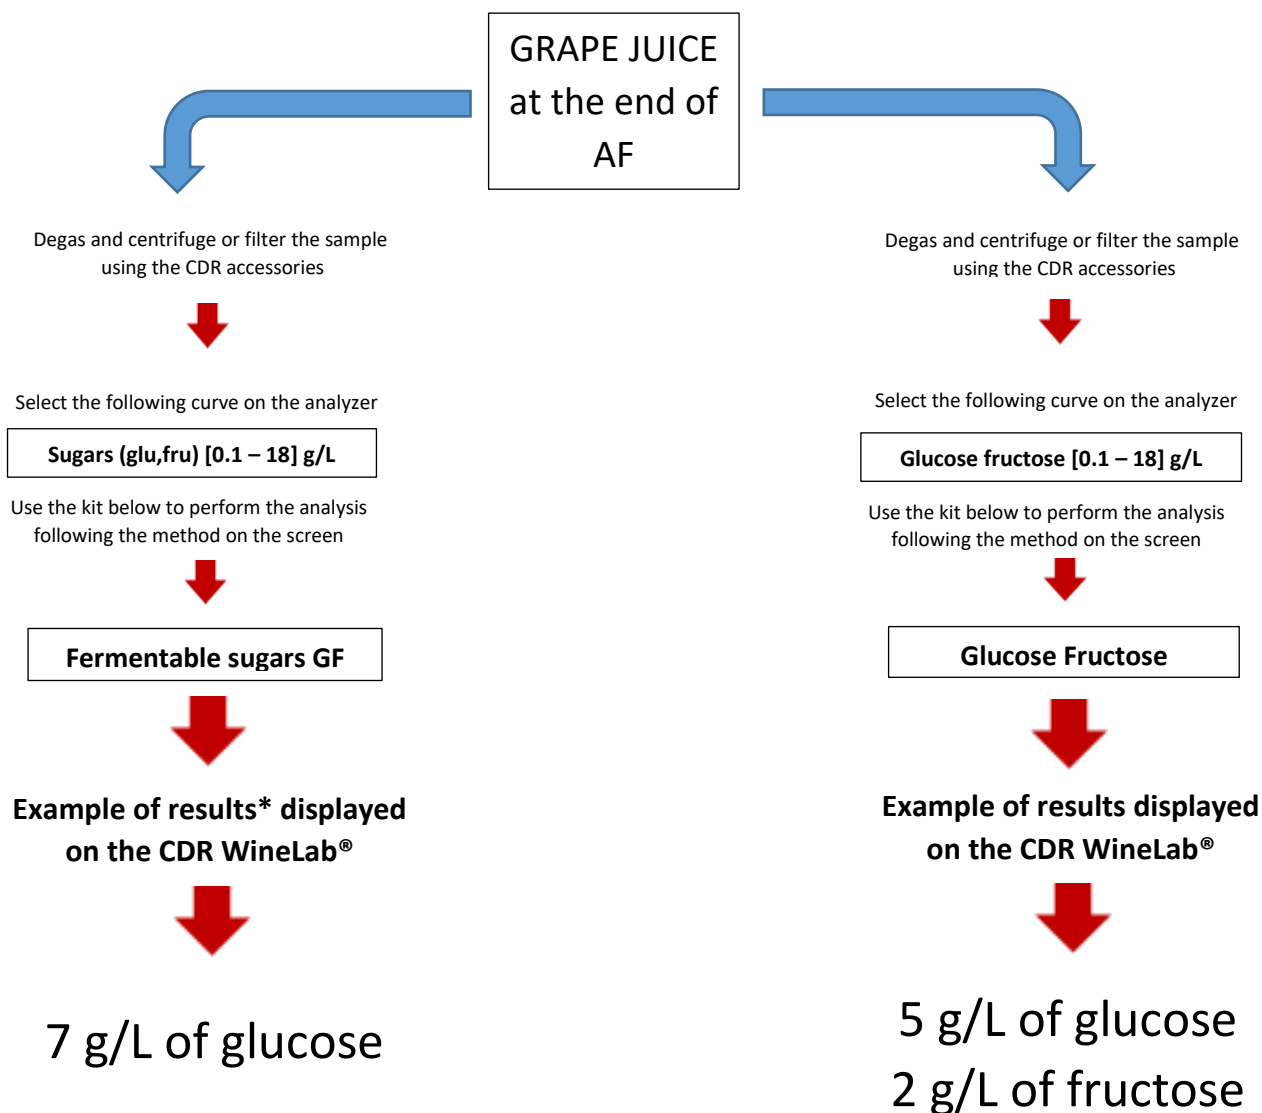 GRAPE JUICE
at the end of
AF
Degas and centrifuge or filter the sample
using the CDR accessories
Select the following curve on the analyzer
Sugars (glu,fru) [0.1 – 18] g/L
Use the kit below to perform the analysis
following the method on the screen
Fermentable sugars GF
Example of results* displayed
on the CDR WineLab®
7 g/L of glucose
Degas and centrifuge or filter the sample
using the CDR accessories
Select the following curve on the analyzer
Glucose fructose [0.1 – 18] g/L
Use the kit below to perform the analysis
following the method on the screen
Glucose Fructose
Example of results displayed
on the CDR WineLab®
5 g/L of glucose
2 g/L of fructose